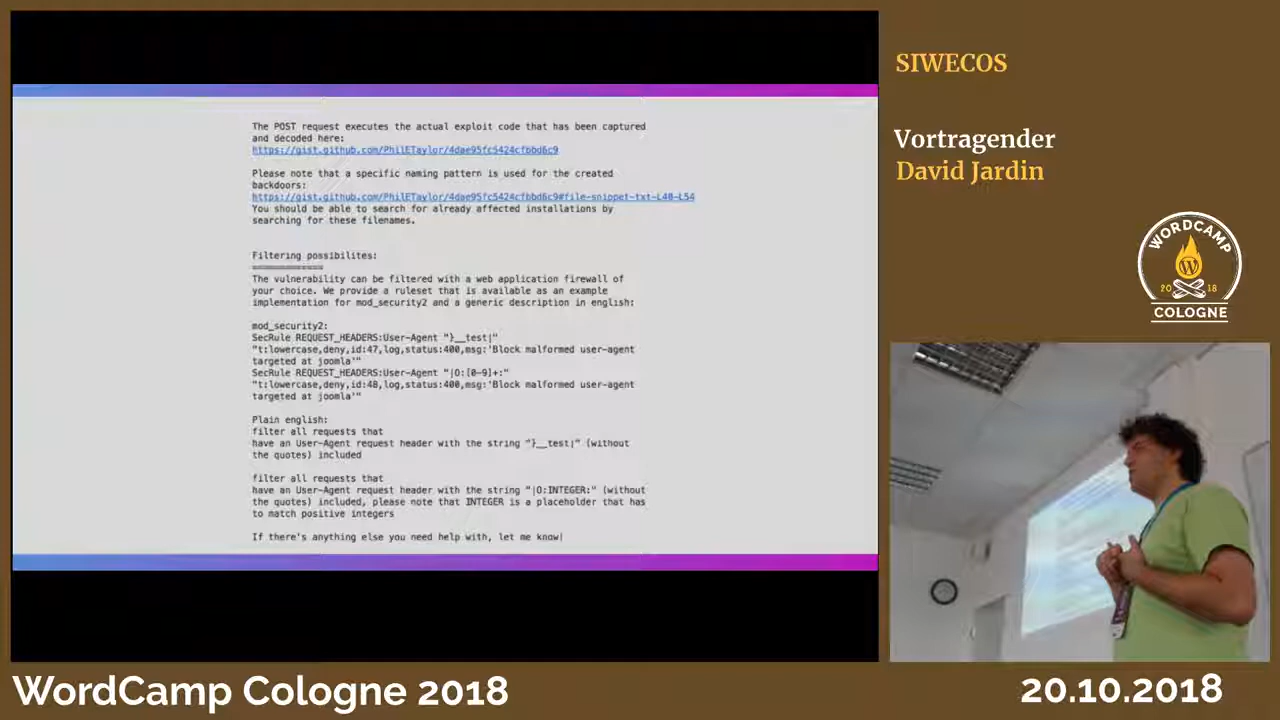 The POST request executes the actual exploit code that has been captured
and decoded here:
https://gist.github.com/PhilETaylor/4dae95fc5424cfbbd6c9
Please note that a specific naming pattern is used for the created
backdoors:
https://gist.github.com/PhilETaylor/4dae95fc5424cfbbd6c9#file-snippet-txt-L40-L54
You should be able to search for already affected installations by
searching for these filenames.
Filtering possibilites:
============
The vulnerability can be filtered with a web application firewall of
your choice. We provide a ruleset that is available as an example
implementation for mod_security2 and a generic description in english:
mod_security2:
SecRule REQUEST_HEADERS:User-Agent "}__test|"
"t:lowercase,deny,id:47,log,status:400,msg:'Block malformed user-agent
targeted at joomla'"
SecRule REQUEST_HEADERS:User-Agent "|O:[0-9]+:"
"t:lowercase,deny,id:48,log,status:400,msg:'Block malformed user-agent
targeted at joomla'"
Plain english:
filter all requests that
have an User-Agent request header with the string "}__test|" (without
the quotes) included
filter all requests that
have an User-Agent request header with the string "|O:INTEGER:" (without
the quotes) included, please note that INTEGER is a placeholder that has
to match positive integers
If there's anything else you need help with, let me know!
SIWECOS
Vortragender
David Jardin
WORDCAMP
20 18
COLOGNE
WordCamp Cologne 2018
20.10.2018